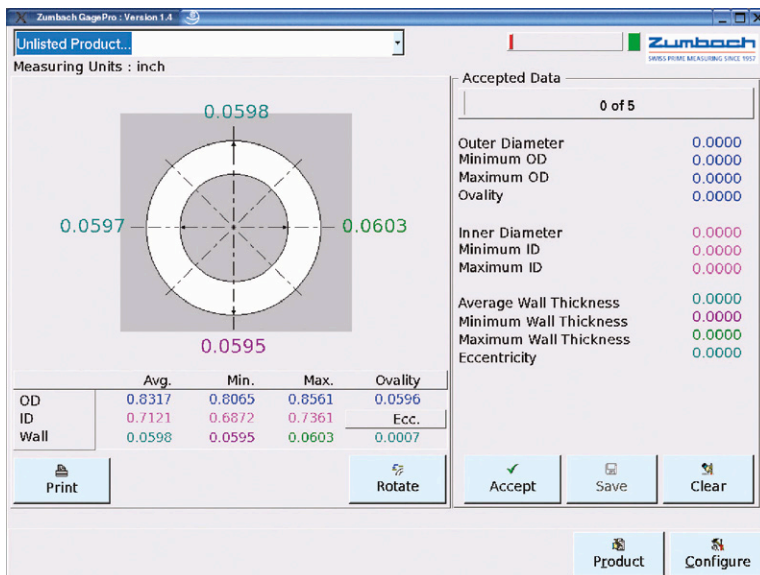 Zumbach GagePro : Version 1.4
Unlisted Product...
Zumbach
SWISS PRIME MEASURING SINCE 1957
Measuring Units : inch
0.0598
0.0597
0.0603
0.0595
Avg. Min. Max. Ovality
OD 0.8317 0.8065 0.8561 0.0596
ID 0.7121 0.6872 0.7361 Ecc.
Wall 0.0598 0.0595 0.0603 0.0007
Print
Rotate
Accepted Data
0 of 5
Outer Diameter 0.0000
Minimum OD 0.0000
Maximum OD 0.0000
Ovality 0.0000
Inner Diameter 0.0000
Minimum ID 0.0000
Maximum ID 0.0000
Average Wall Thickness 0.0000
Minimum Wall Thickness 0.0000
Maximum Wall Thickness 0.0000
Eccentricity 0.0000
Accept
Save
Clear
Product
Configure